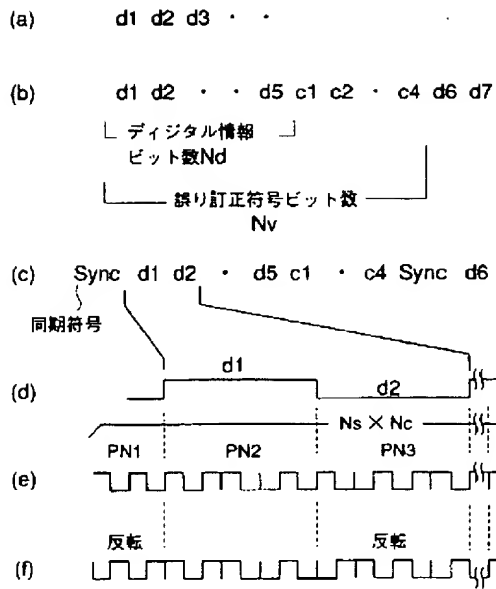 (a) d1 d2 d3 · ·
(b) d1 d2 · · d5 c1 c2 · c4 d6 d7
ディジタル情報
ビット数Nd
誤り訂正符号ビット数
Nv
(c) Sync d1 d2 · d5 c1 · c4 Sync d6
同期符号
d1
(d) d2
Ns × Nc
PN1 PN2 PN3
(e)
反転 反転
(f)